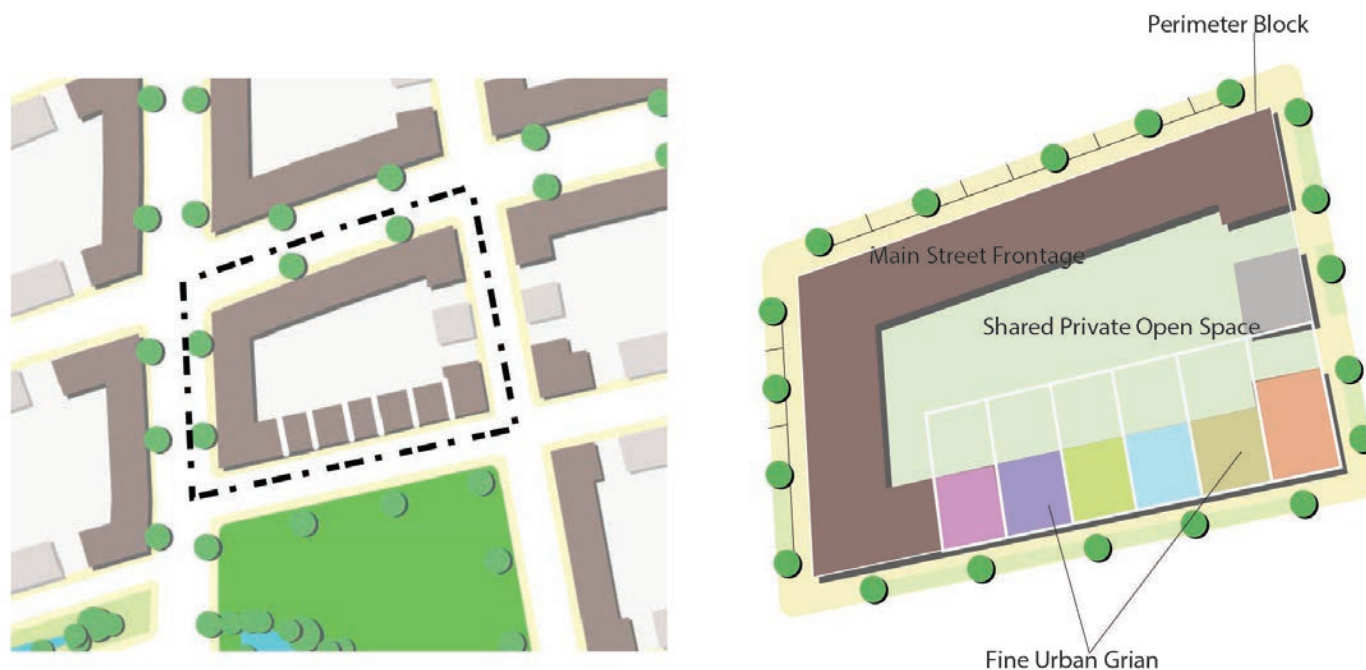 Perimeter Block
Main Street Frontage
Shared Private Open Space
Fine Urban Grian